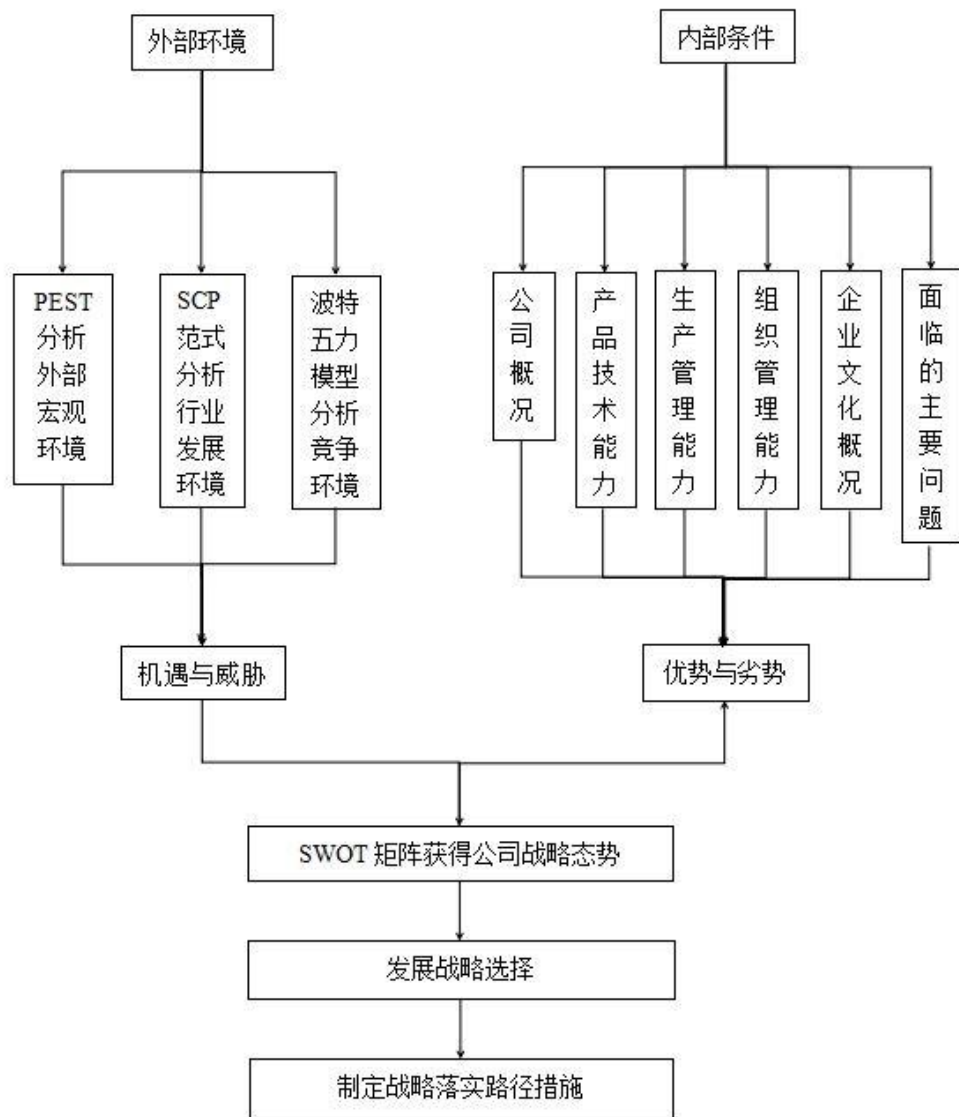 外部环境
内部条件
PEST
分析
外部
宏观
环境
SCP
范式
分析
行业
发展
环境
波特
五力
模型
分析
竞争
环境
公司概况
产品技术能力
生产管理能力
组织管理能力
企业文化概况
面临的主要问题
机遇与威胁
优势与劣势
SWOT 矩阵获得公司战略态势
发展战略选择
制定战略落实路径措施